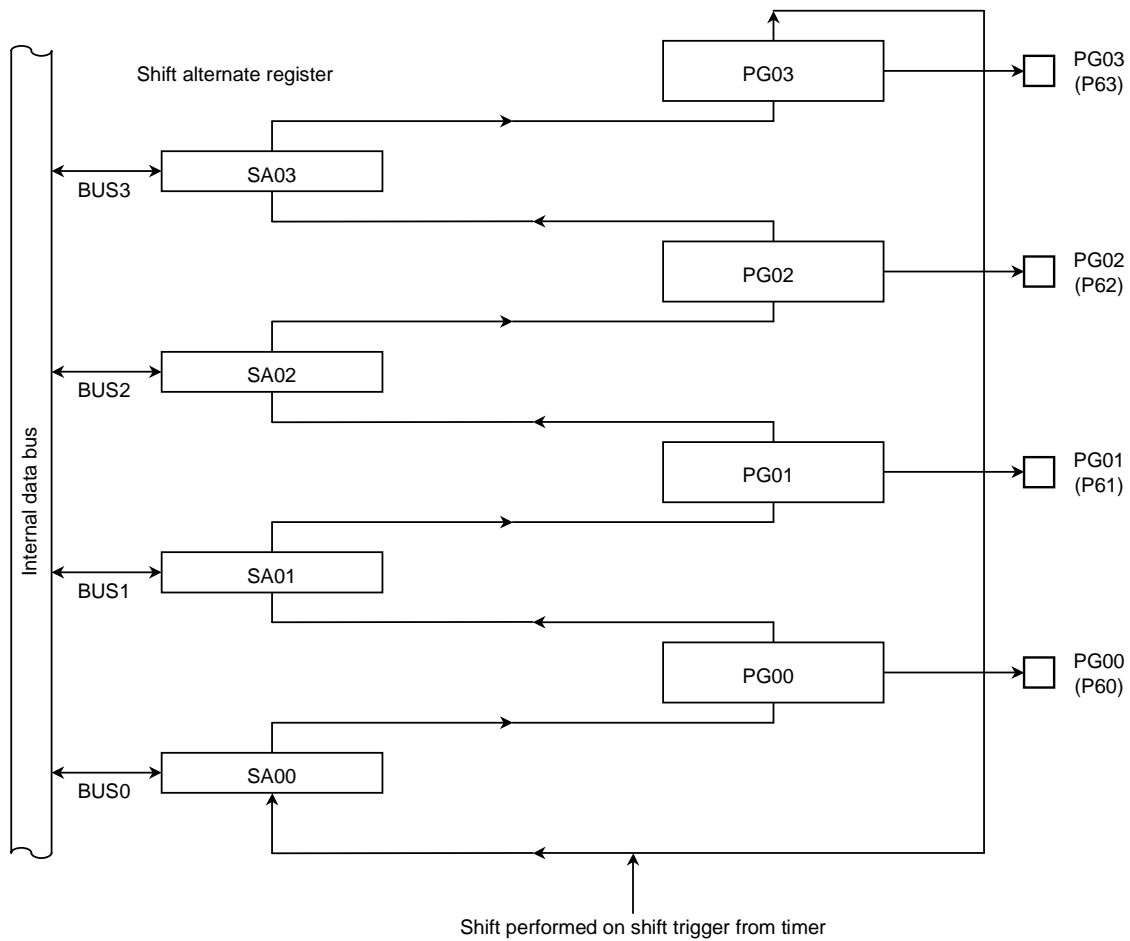 Shift alternate register
PG03
PG03
(P63)
SA03
BUS3
PG02
PG02
(P62)
SA02
BUS2
PG01
PG01
(P61)
Internal data bus
SA01
BUS1
PG00
PG00
(P60)
SA00
BUS0
Shift performed on shift trigger from timer